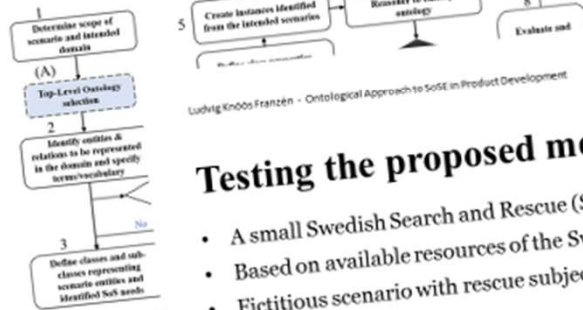 1
Determine scope of
scenario and intended
domain
(A)
Top-Level Ontology
selection
2
Identify entities &
relations to be represented
in the domain and specify
terms/vocabulary
No
3
Define classes and sub-
classes representing
scenario entities and
identified SoS needs
5
Create instances identified
from the intended scenarios
Reasoner to
ontology
8
Evaluate and
Ludvig Knöös Franzén - Ontological Approach to SoSE in Product Development
Testing the proposed
• A small Swedish Search and Rescue
• Based on available resources of the
• Fictitious scenario with rescue